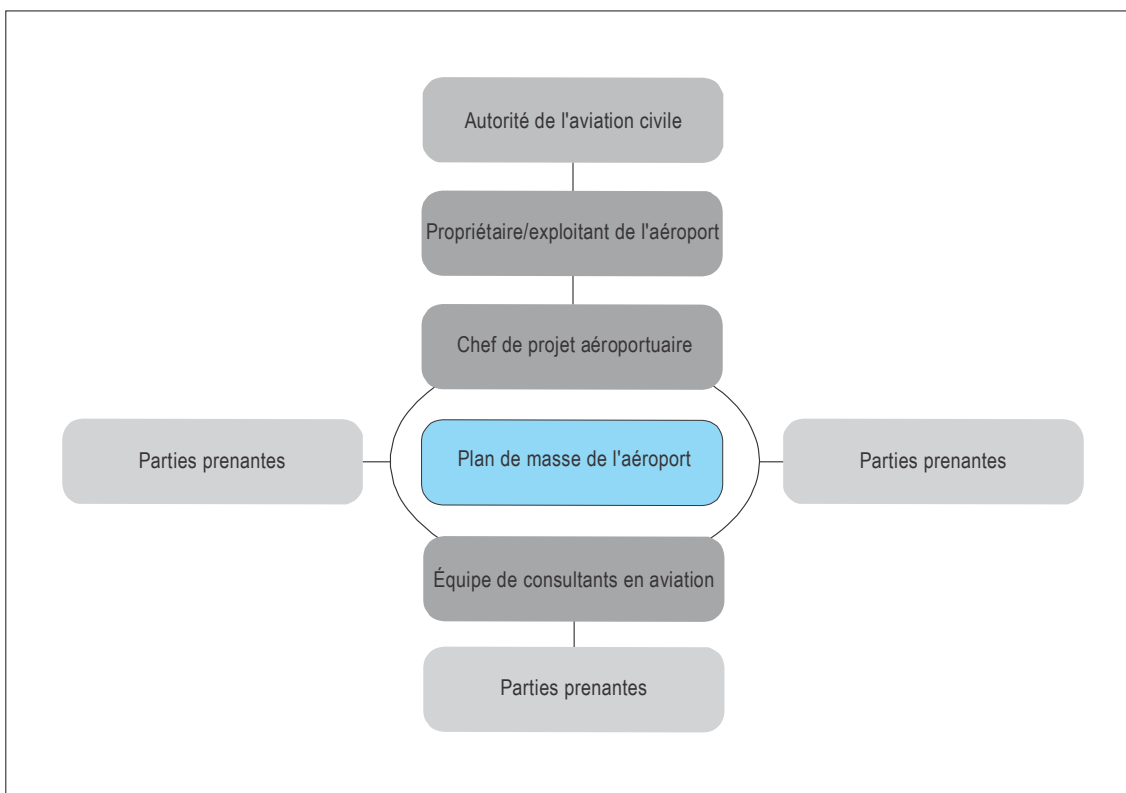 Autorité de l'aviation civile
Propriétaire/exploitant de l'aéroport
Chef de projet aéroportuaire
Parties prenantes
Plan de masse de l'aéroport
Parties prenantes
Équipe de consultants en aviation
Parties prenantes